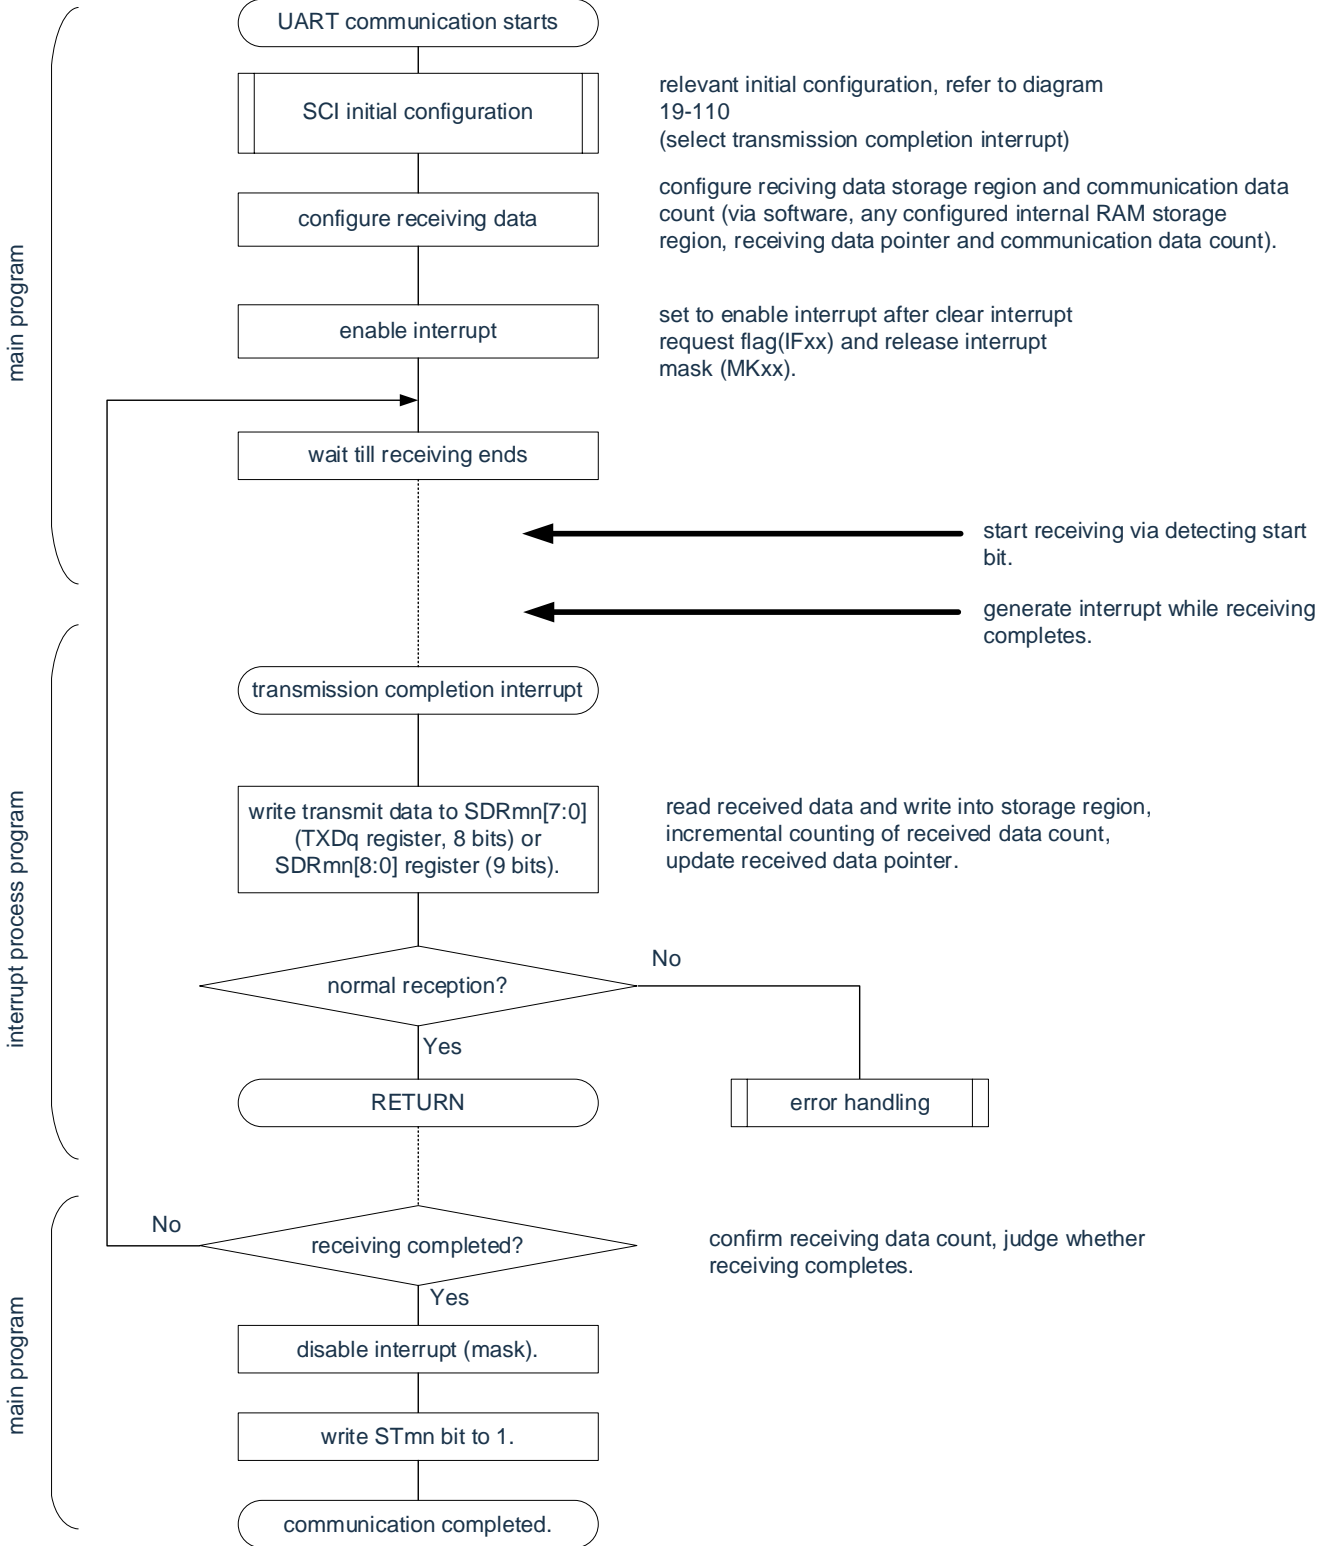 UART communication starts
SCI initial configuration
relevant initial configuration, refer to diagram
19-110
(select transmission completion interrupt)
configure receiving data
configure reciving data storage region and communication data
count (via software, any configured internal RAM storage
region, receiving data pointer and communication data count).
main program
enable interrupt
set to enable interrupt after clear interrupt
request flag(IFxx) and release interrupt
mask (MKxx).
wait till receiving ends
start receiving via detecting start
bit.
generate interrupt while receiving
completes.
transmission completion interrupt
interrupt process program
write transmit data to SDRmn[7:0]
(TXDq register, 8 bits) or
SDRmn[8:0] register (9 bits).
read received data and write into storage region,
incremental counting of received data count,
update received data pointer.
normal reception?
No
Yes
RETURN
error handling
No
receiving completed?
confirm receiving data count, judge whether
receiving completes.
Yes
main program
disable interrupt (mask).
write STmn bit to 1.
communication completed.